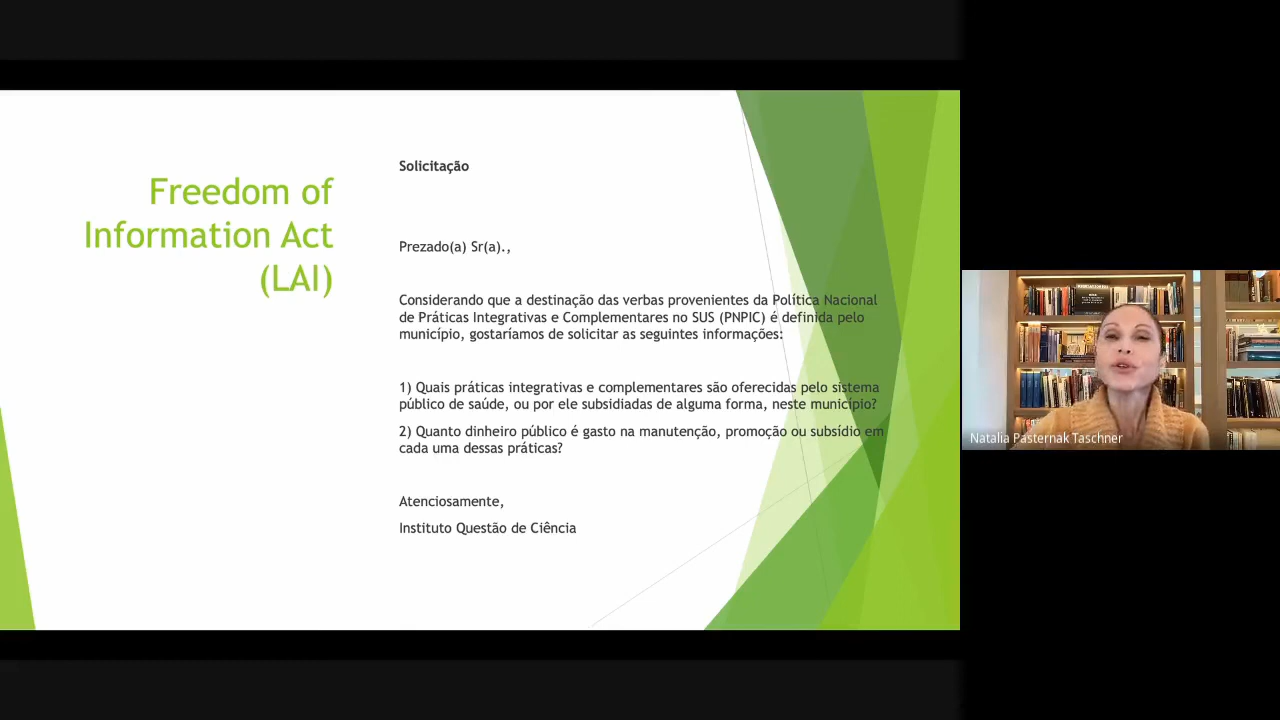 Freedom of
Information Act
(LAI)
Solicitação
Prezado(a) Sr(a).,
Considerando que a destinação das verbas provenientes da Política Nacional
de Práticas Integrativas e Complementares no SUS (PNPIC) é definida pelo
município, gostaríamos de solicitar as seguintes informações:
1) Quais práticas integrativas e complementares são oferecidas pelo sistema
público de saúde, ou por ele subsidiadas de alguma forma, neste município?
2) Quanto dinheiro público é gasto na manutenção, promoção ou subsídio em
cada uma dessas práticas?
Atenciosamente,
Instituto Questão de Ciência
Natalia Pasternak Taschner